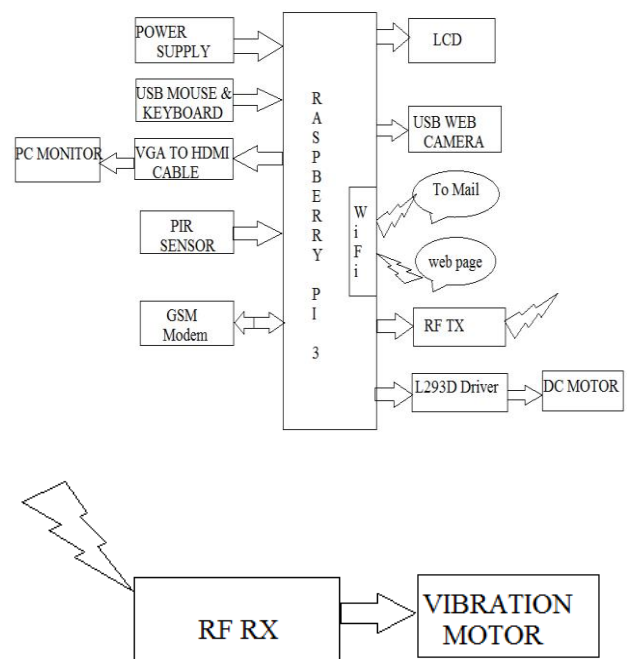 POWER
SUPPLY
USB MOUSE &
KEYBOARD
PC MONITOR
VGA TO HDMI
CABLE
PIR
SENSOR
GSM
Modem
R
A
S
P
B
E
R
R
Y
P
I
3
W
i
F
i
LCD
USB WEB
CAMERA
To Mail
web page
RF TX
L293D Driver
DC MOTOR
RF RX
VIBRATION
MOTOR